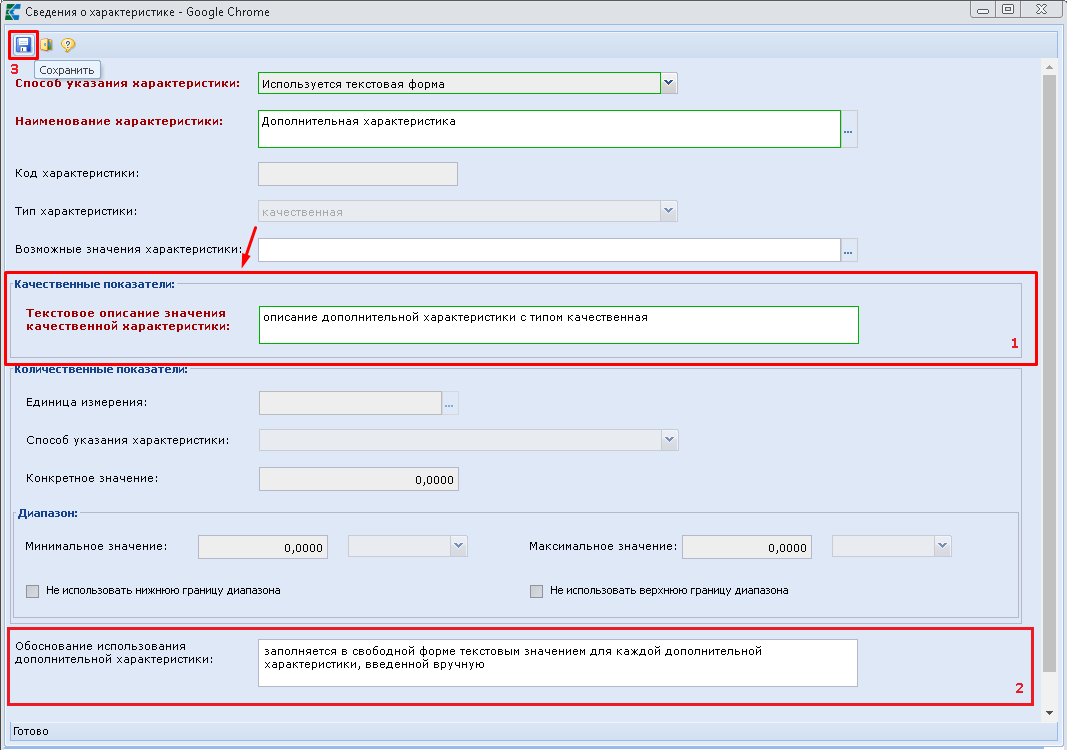 Сведения о характеристике - Google Chrome
3
Сохранить
Способ указания характеристики:
Используется текстовая форма
Наименование характеристики:
Дополнительная характеристика
...
Код характеристики:
Тип характеристики:
качественная
Возможные значения характеристики:
...
Качественные показатели:
Текстовое описание значения
качественной характеристики:
описание дополнительной характеристики с типом качественная
1
Количественные показатели:
Единица измерения:
...
Способ указания характеристики:
Конкретное значение:
0,0000
Диапазон:
Минимальное значение:
0,0000
Максимальное значение:
0,0000
Не использовать нижнюю границу диапазона
Не использовать верхнюю границу диапазона
Обоснование использования
дополнительной характеристики:
заполняется в свободной форме текстовым значением для каждой дополнительной
характеристики, введенной вручную
2
Готово